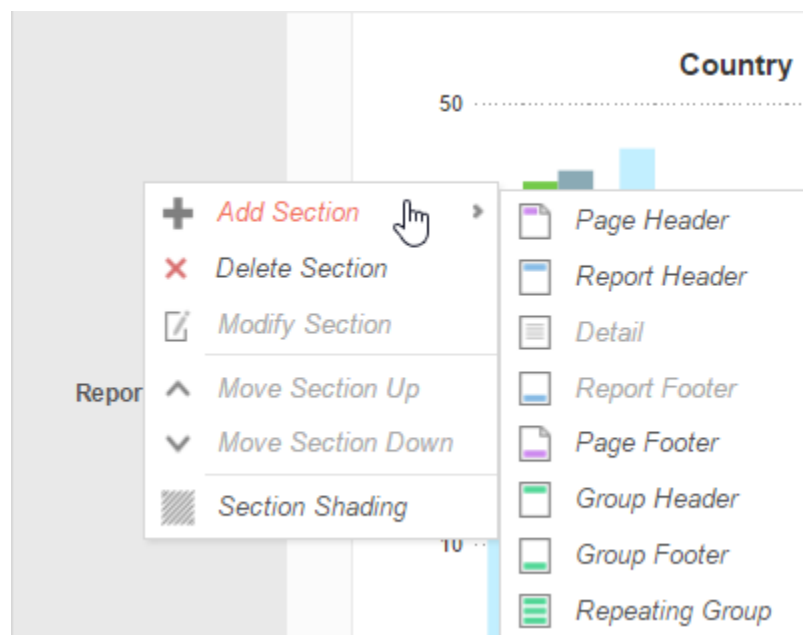 Country
50
Add Section
Delete Section
Modify Section
Move Section Up
Move Section Down
Section Shading
Repor
10
Page Header
Report Header
Detail
Report Footer
Page Footer
Group Header
Group Footer
Repeating Group